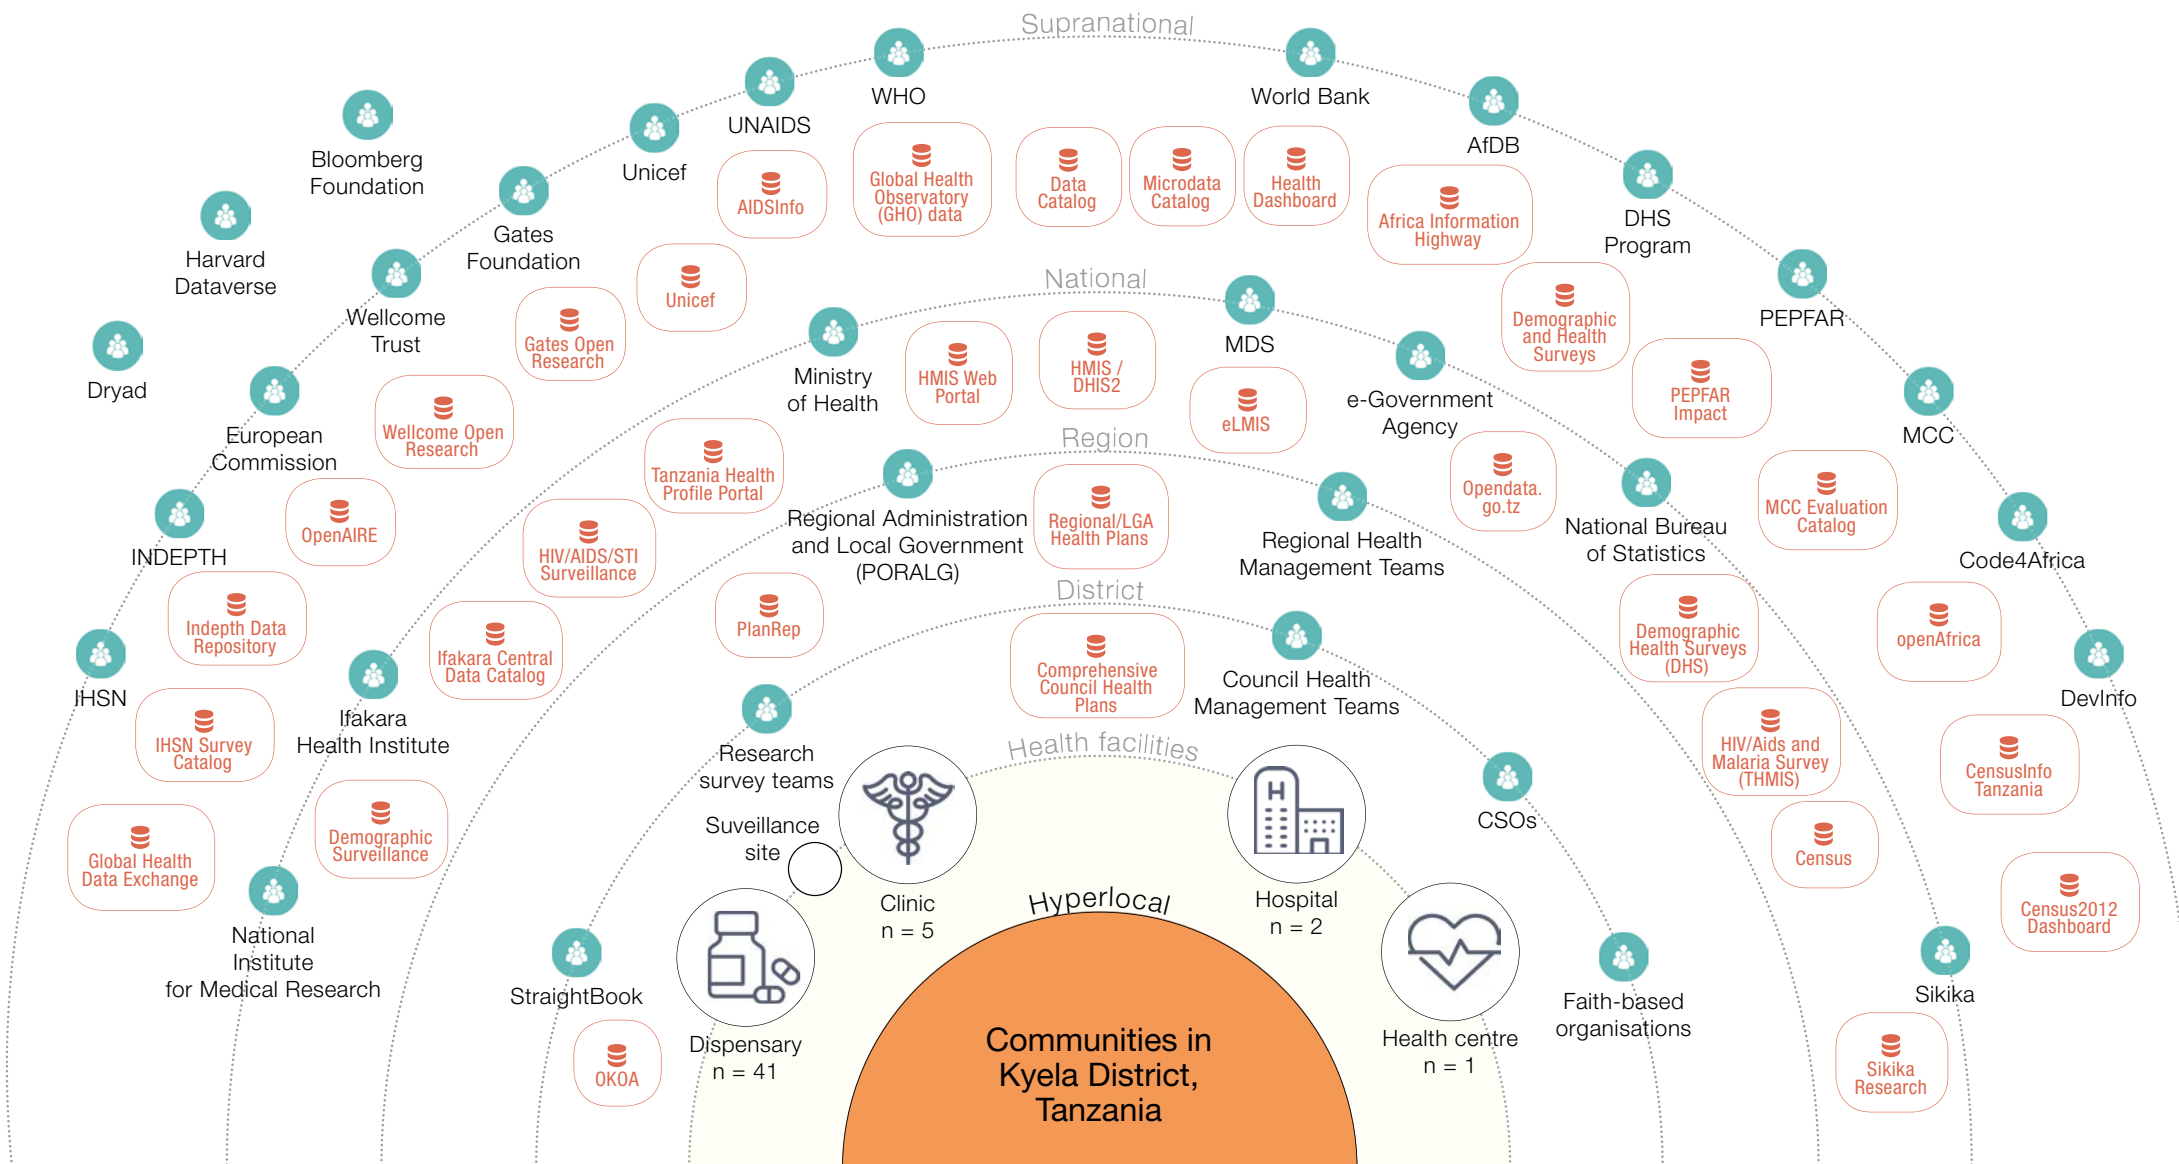 Supranational
WHO
World Bank
UNAIDS
AfDB
Unicef
Bloomberg
Foundation
Gates
Foundation
DHS
Program
Harvard
Dataverse
Wellcome
Trust
PEPFAR
Dryad
European
Commission
MCC
INDEPTH
Code4Africa
IHSN
DevInfo
AIDSInfo
Global Health
Observatory
(GHO) data
Data
Catalog
Microdata
Catalog
Health
Dashboard
Africa Information
Highway
Unicef
Gates Open
Research
Demographic
and Health
Surveys
Wellcome Open
Research
PEPFAR
Impact
OpenAIRE
MCC Evaluation
Catalog
Indepth Data
Repository
openAfrica
IHSN Survey
Catalog
CensusInfo
Tanzania
Global Health
Data Exchange
Census2012
Dashboard
National
MDS
Ministry
of Health
e-Government
Agency
HMIS Web
Portal
HMIS /
DHIS2
eLMIS
Tanzania Health
Profile Portal
Opendata.
go.tz
National Bureau
of Statistics
HIV/AIDS/STI
Surveillance
Ifakara Central
Data Catalog
Demographic
Health Surveys
(DHS)
Ifakara
Health Institute
HIV/Aids and
Malaria Survey
(THMIS)
Demographic
Surveillance
Census
National
Institute
for Medical Research
Sikika
Sikika
Research
Region
Regional Administration
and Local Government
(PORALG)
Regional/LGA
Health Plans
Regional Health
Management Teams
PlanRep
District
Comprehensive
Council Health
Plans
Council Health
Management Teams
Research
survey teams
CSOs
StraightBook
OKOA
Faith-based
organisations
Health facilities
Suveillance
site
Clinic
n = 5
Hospital
n = 2
Dispensary
n = 41
H
Health centre
n = 1
Hyperlocal
Communities in
Kyela District,
Tanzania